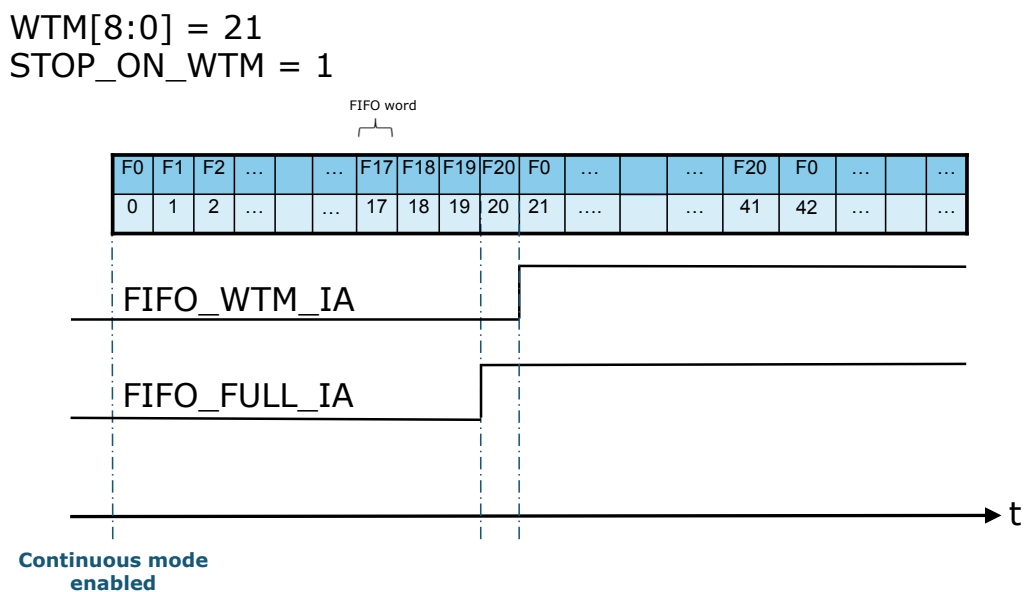 WTM[8:0] = 21
STOP_ON_WTM = 1
FIFO word
F0 F1 F2 … … F17 F18 F19 F20 F0 … … F20 F0 … …
0 1 2 … … 17 18 19 20 21 …. … 41 42 … …
FIFO_WTM_IA
FIFO_FULL_IA
t
Continuous mode
enabled